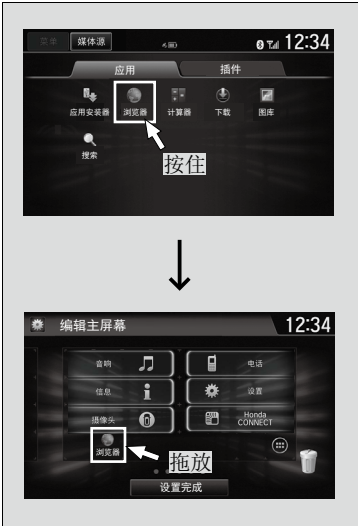 菜单 媒体源 12:34
应用 插件
应用安装器 浏览器 计算器 下载 图库
搜索
按住
编辑主屏幕 12:34
音响 电话
信息 设置
摄像头 Honda
CONNECT
浏览器
拖放
设置完成